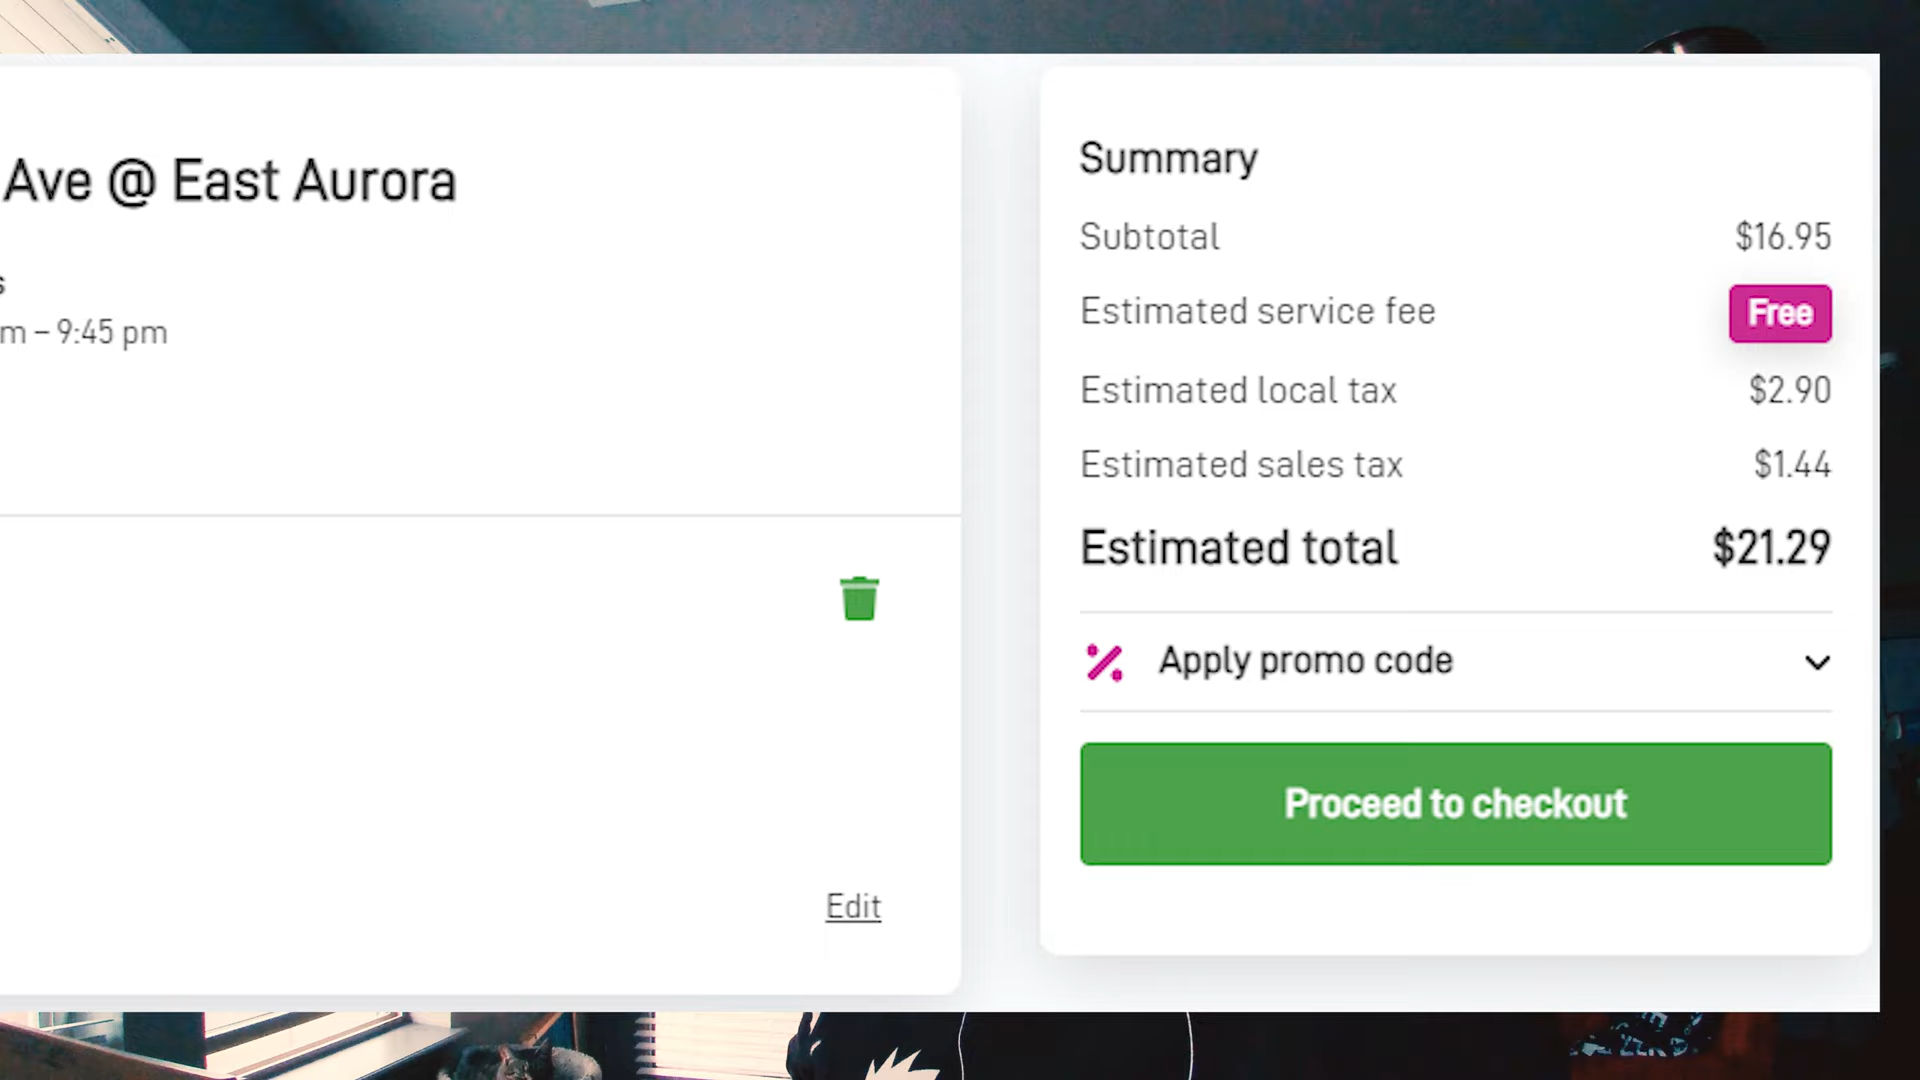 Ave @ East Aurora
s
m – 9:45 pm
Edit
Summary
Subtotal $16.95
Estimated service fee Free
Estimated local tax $2.90
Estimated sales tax $1.44
Estimated total $21.29
Apply promo code
Proceed to checkout